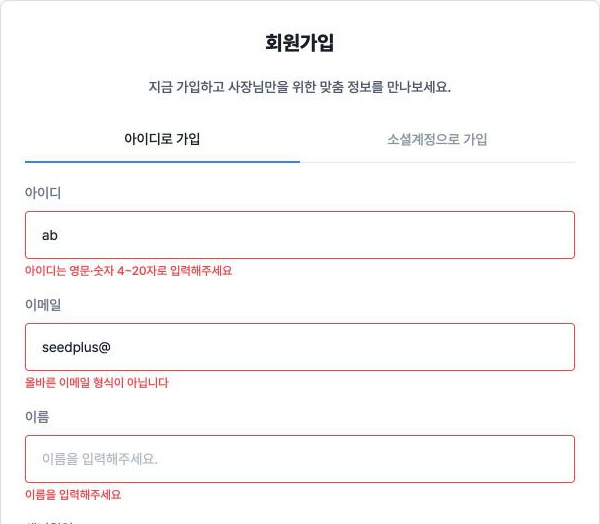 회원가입
지금 가입하고 사장님만을 위한 맞춤 정보를 만나보세요.
아이디로 가입
소셜계정으로 가입
아이디
ab
아이디는 영문·숫자 4~20자로 입력해주세요
이메일
seedplus@
올바른 이메일 형식이 아닙니다
이름
이름을 입력해주세요.
이름을 입력해주세요